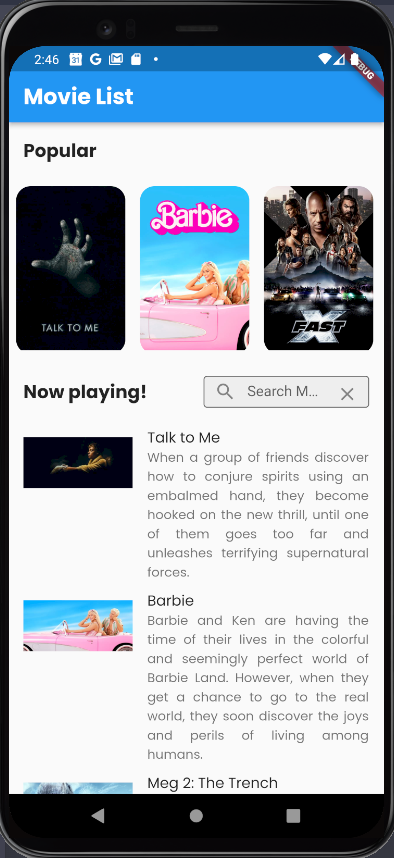 2:46
31
G
BUG
Movie List
Popular
TALK TO ME
Barbie
FAST
X
Now playing!
Search M...
Talk to Me
When a group of friends discover
how to conjure spirits using an
embalmed hand, they become
hooked on the new thrill, until one
of them goes too far and
unleashes terrifying supernatural
forces.
Barbie
Barbie and Ken are having the
time of their lives in the colorful
and seemingly perfect world of
Barbie Land. However, when they
get a chance to go to the real
world, they soon discover the joys
and perils of living among
humans.
Meg 2: The Trench